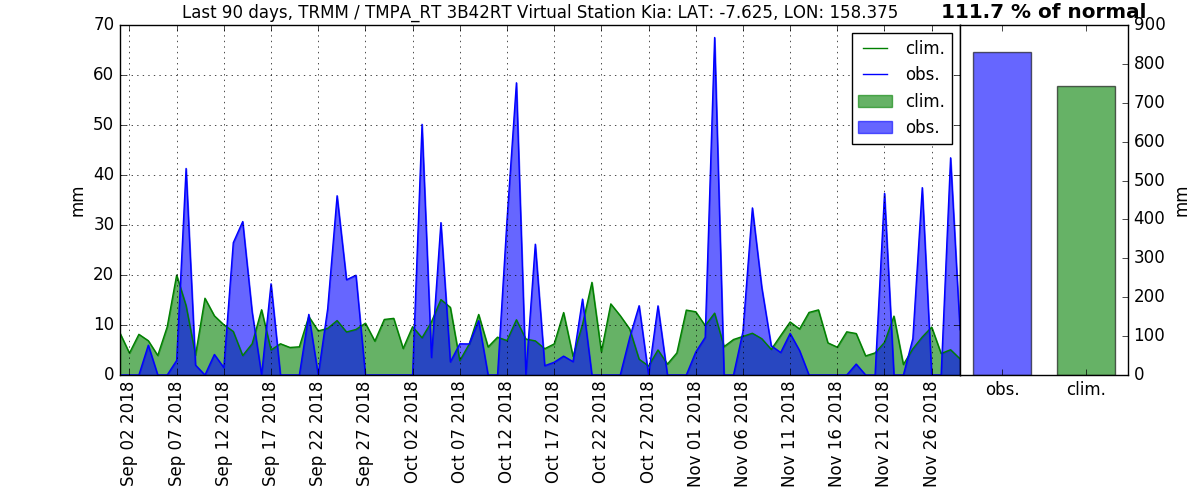 Last 90 days, TRMM / TMPA_RT 3B42RT Virtual Station Kia: LAT: -7.625, LON: 158.375
111.7 % of normal
70
60
50
40
30
20
10
0
mm
clim.
obs.
clim.
obs.
Sep 02 2018
Sep 07 2018
Sep 12 2018
Sep 17 2018
Sep 22 2018
Sep 27 2018
Oct 02 2018
Oct 07 2018
Oct 12 2018
Oct 17 2018
Oct 22 2018
Oct 27 2018
Nov 01 2018
Nov 06 2018
Nov 11 2018
Nov 16 2018
Nov 21 2018
Nov 26 2018
900
800
700
600
500
400
300
200
100
0
mm
obs.
clim.